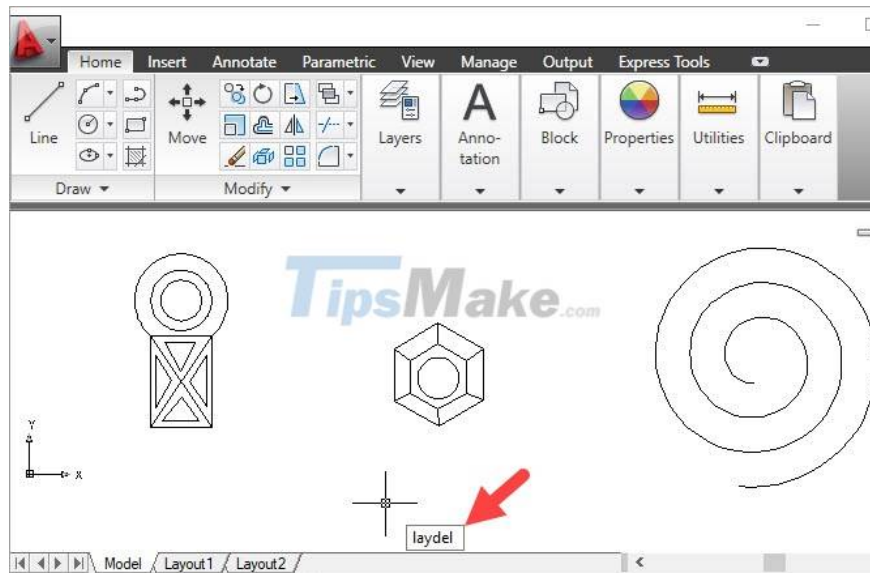 Home Insert Annotate Parametric View Manage Output Express Tools
Line
Move
Layers
Anno-
tation
Block
Properties
Utilities
Clipboard
Draw
Modify
TipsMake.com
Y
X
laydel
Model Layout1 Layout2